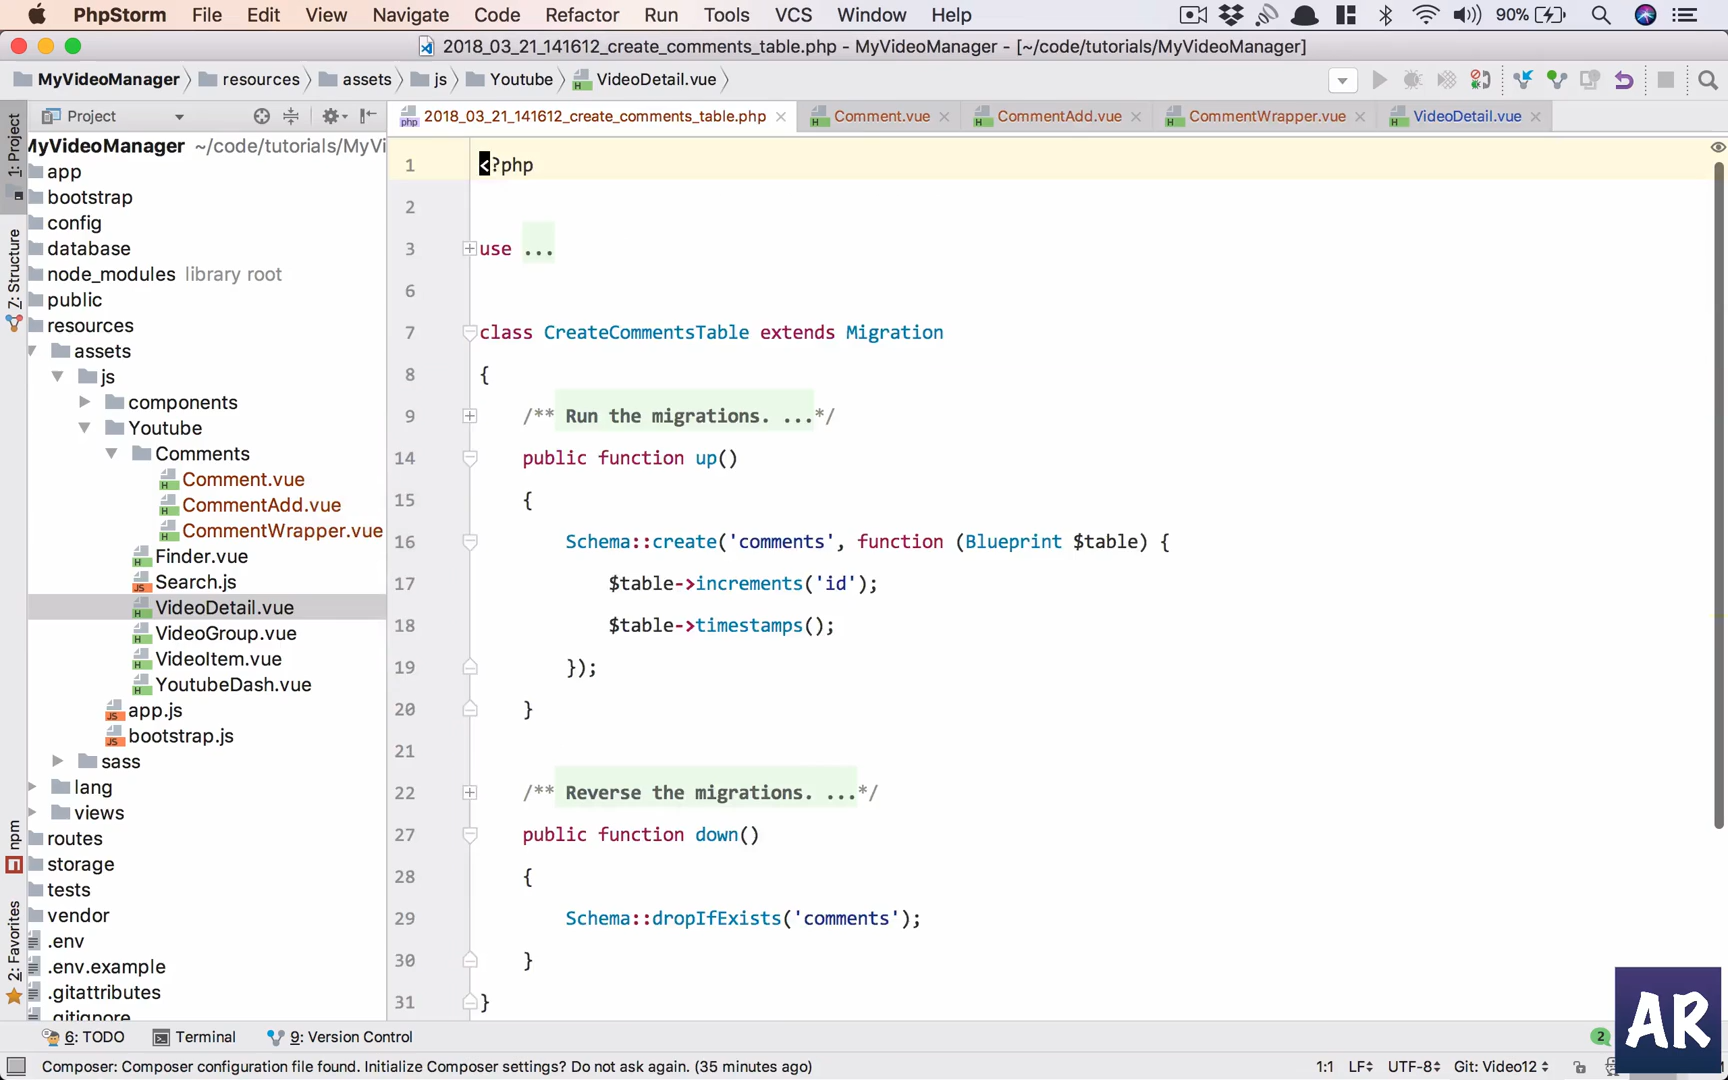 PhpStorm File Edit View Navigate Code Refactor Run Tools VCS Window Help 90%
2018_03_21_141612_create_comments_table.php - MyVideoManager - [~/code/tutorials/MyVideoManager]
MyVideoManager resources assets js Youtube VideoDetail.vue
Project
2018_03_21_141612_create_comments_table.php Comment.vue CommentAdd.vue CommentWrapper.vue VideoDetail.vue
1: Project
7: Structure
npm
2: Favorites
MyVideoManager ~/code/tutorials/MyVi
app
bootstrap
config
database
node_modules library root
public
resources
assets
js
components
Youtube
Comments
Comment.vue
CommentAdd.vue
CommentWrapper.vue
Finder.vue
Search.js
VideoDetail.vue
VideoGroup.vue
VideoItem.vue
YoutubeDash.vue
app.js
bootstrap.js
sass
lang
views
routes
storage
tests
vendor
.env
.env.example
.gitattributes
.gitignore
1 <?php
2
3 use ...
6
7 class CreateCommentsTable extends Migration
8 {
9 /** Run the migrations. ...*/
14 public function up()
15 {
16 Schema::create('comments', function (Blueprint $table) {
17 $table->increments('id');
18 $table->timestamps();
19 });
20 }
21
22 /** Reverse the migrations. ...*/
27 public function down()
28 {
29 Schema::dropIfExists('comments');
30 }
31 }
6: TODO Terminal 9: Version Control 2
Composer: Composer configuration file found. Initialize Composer settings? Do not ask again. (35 minutes ago) 1:1 LF UTF-8 Git: Video12
AR